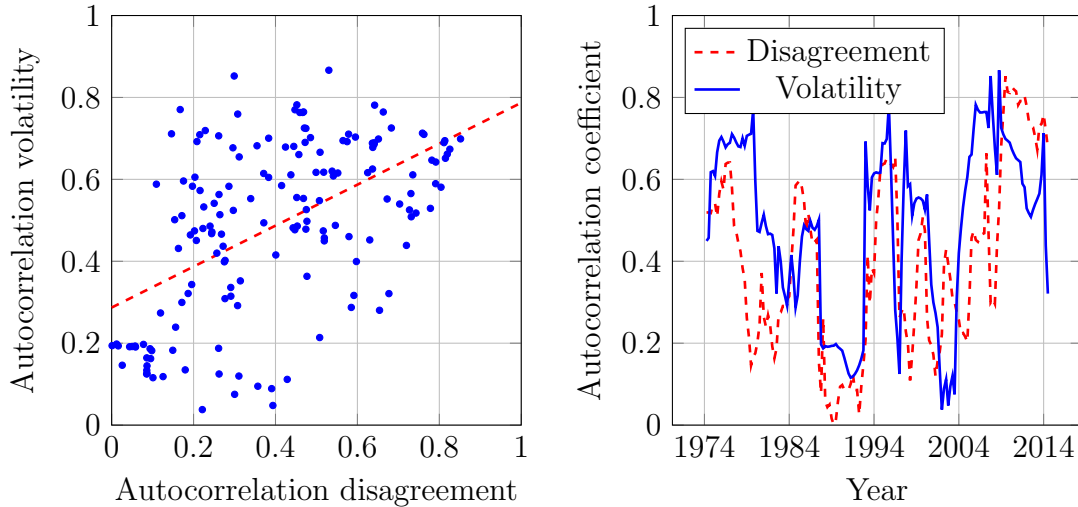 Autocorrelation volatility
1
0.8
0.6
0.4
0.2
0
0 0.2 0.4 0.6 0.8 1
Autocorrelation disagreement
Autocorrelation coefficient
1
0.8
0.6
0.4
0.2
0
Disagreement
Volatility
1974 1984 1994 2004 2014
Year